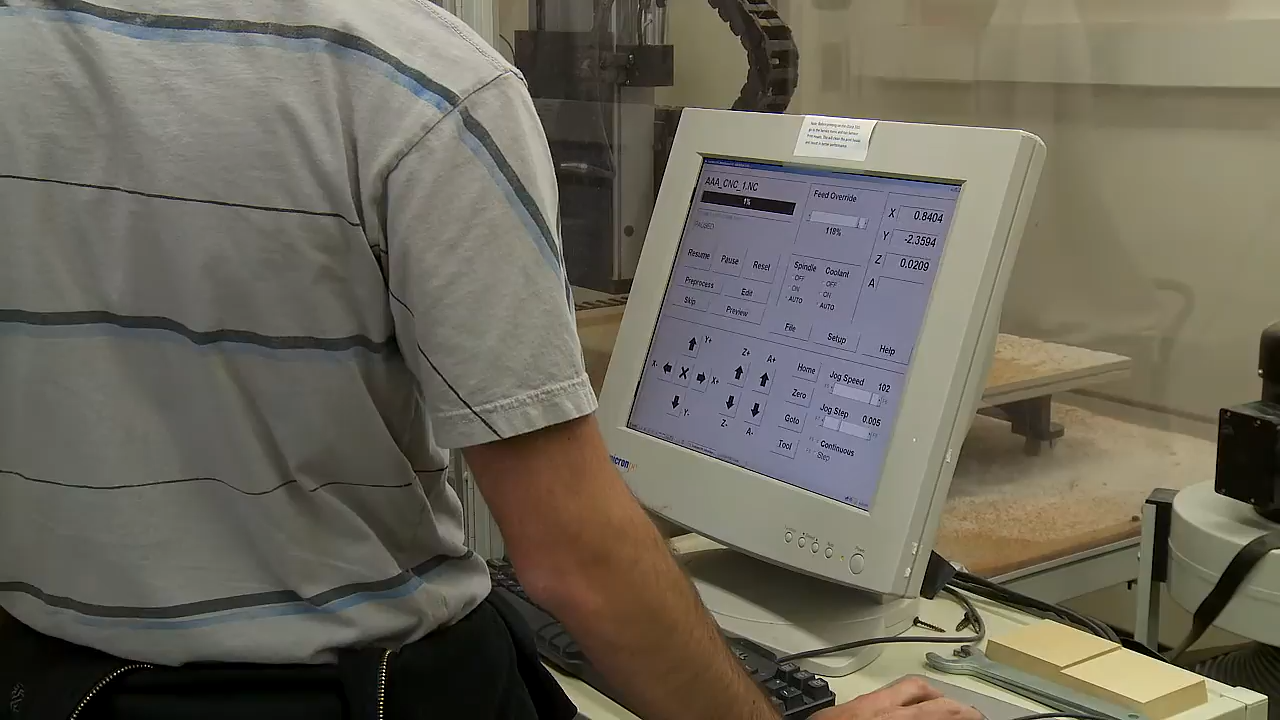 AAA_CNC_1.NC
1%
PAUSED
Feed Override
118%
X 0.8404
Y -2.3594
Z 0.0209
A
Resume Pause Reset
Spindle Coolant
OFF OFF
ON ON
AUTO AUTO
Preprocess Edit
Skip Preview
File Setup Help
Y+
X- X+
Y-
Z+ A+
Z- A-
Home
Zero
Goto
Tool
Jog Speed 102
Jog Step 0.005
Continuous
Step